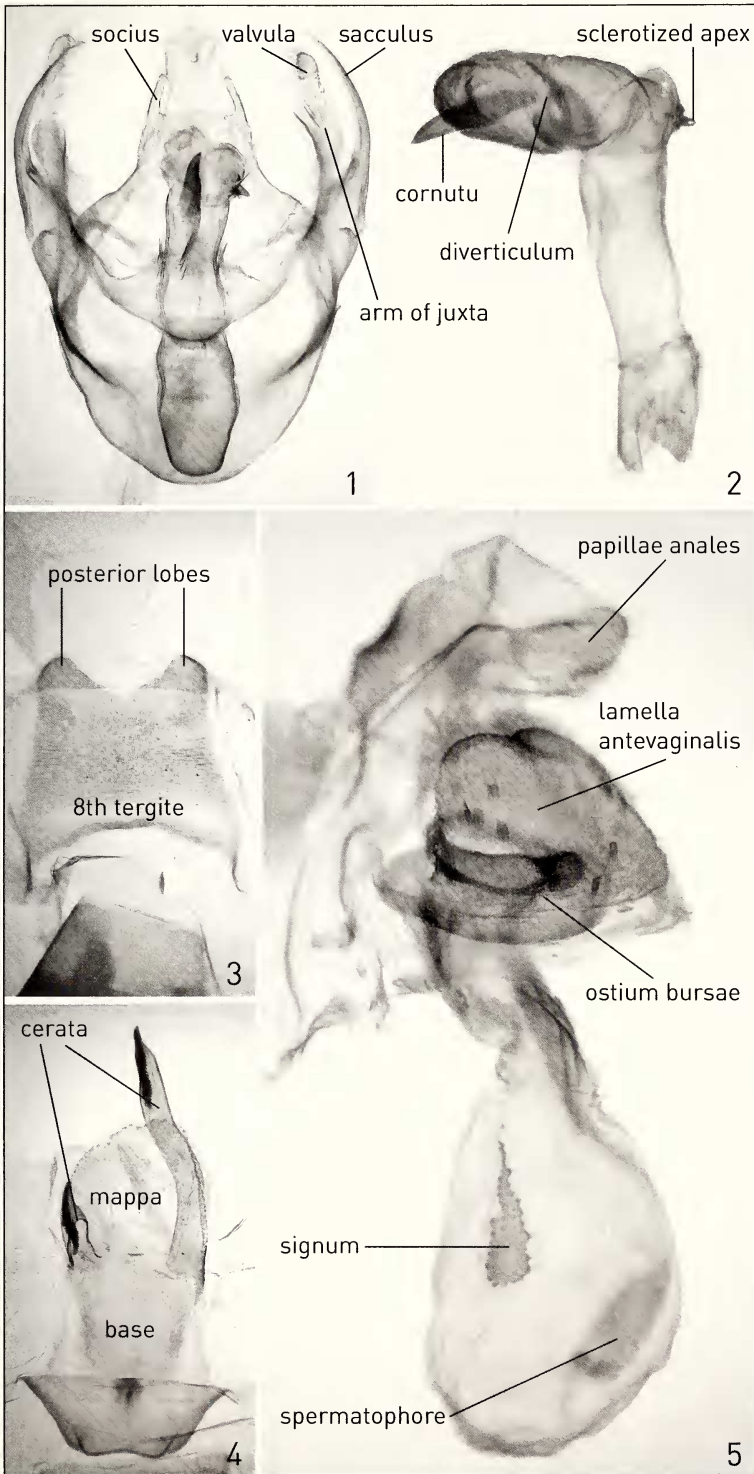 socius
valvula
sacculus
arm of juxta
1
sclerotized apex
cornutu
diverticulum
2
posterior lobes
8th tergite
3
cerata
mappa
base
4
papillae anales
lamella
antevaginalis
ostium bursae
signum
spermatophore
5